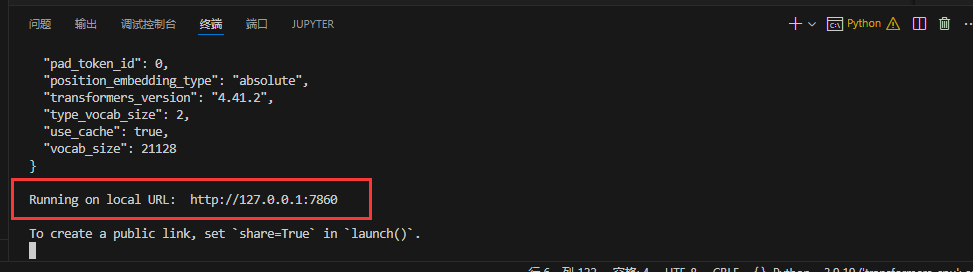 问题 输出 调试控制台 终端 端口 JUPYTER Python
"pad_token_id": 0,
"position_embedding_type": "absolute",
"transformers_version": "4.41.2",
"type_vocab_size": 2,
"use_cache": true,
"vocab_size": 21128
}
Running on local URL:  http://127.0.0.1:7860
To create a public link, set `share=True` in `launch()`.